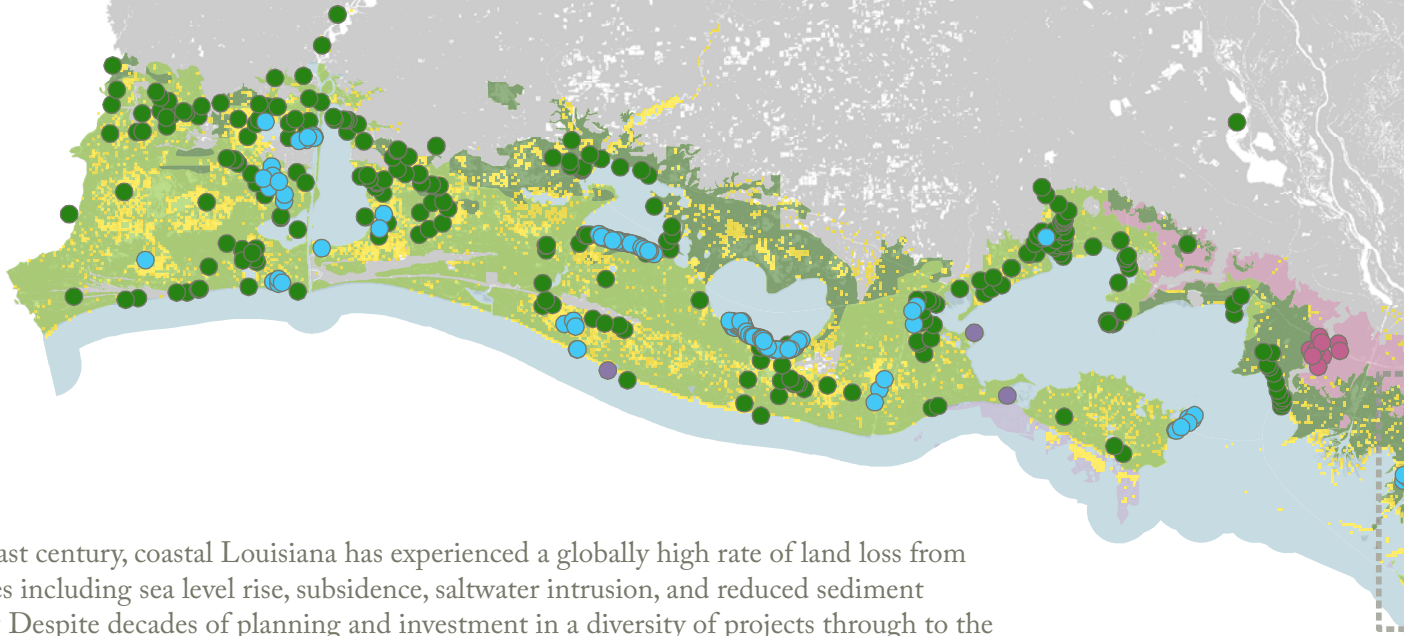 ast century, coastal Louisiana has experienced a globally high rate of land loss from
es including sea level rise, subsidence, saltwater intrusion, and reduced sediment
Despite decades of planning and investment in a diversity of projects through to the